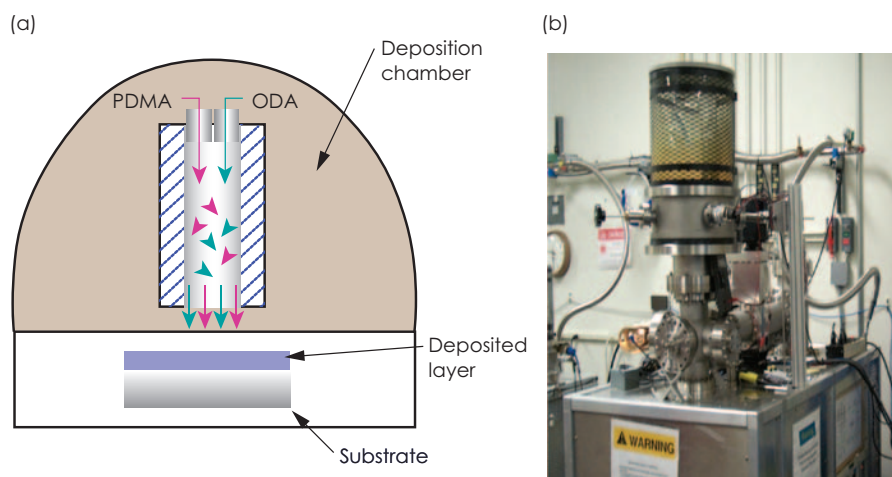 (a)
(b)
Deposition
chamber
PDMA
ODA
Deposited
layer
Substrate
WARNING